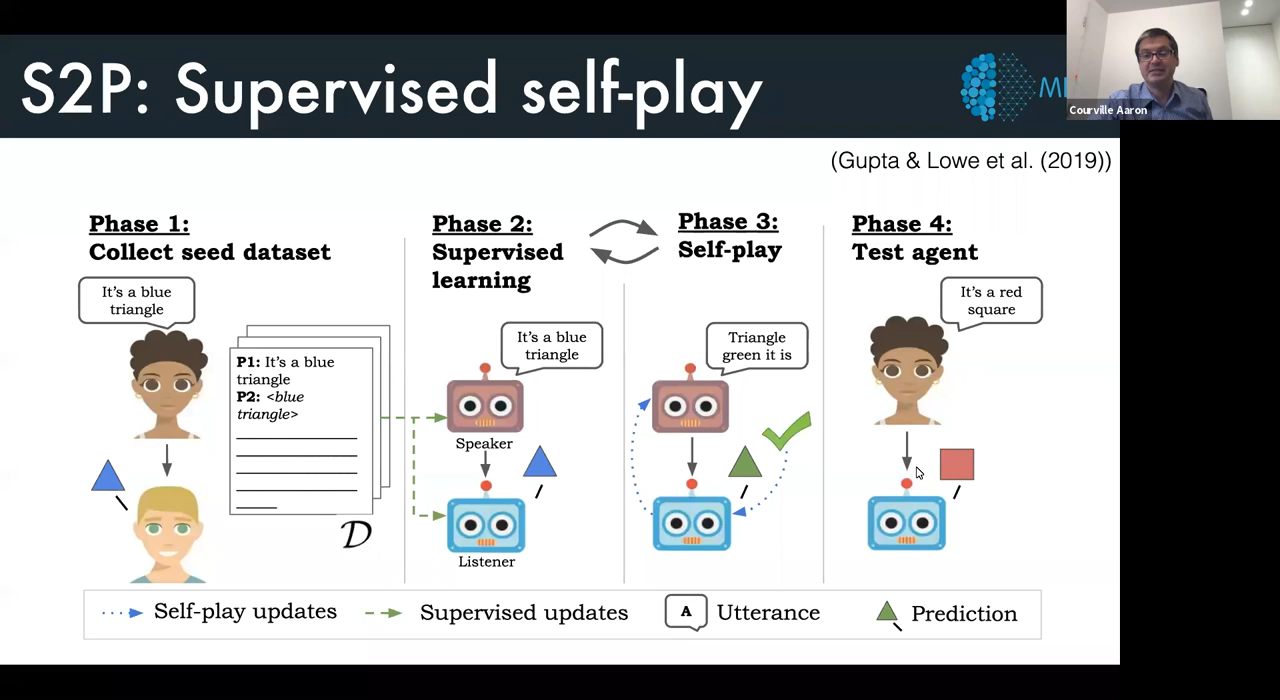 S2P: Supervised self-play
Courville Aaron
(Gupta & Lowe et al. (2019))
Phase 1:
Collect seed dataset
It's a blue
triangle
P1: It's a blue
triangle
P2: <blue
triangle>
D
Phase 2:
Supervised
learning
It's a blue
triangle
Speaker
Listener
Phase 3:
Self-play
Triangle
green it is
Phase 4:
Test agent
It's a red
square
Self-play updates
Supervised updates
A
Utterance
Prediction